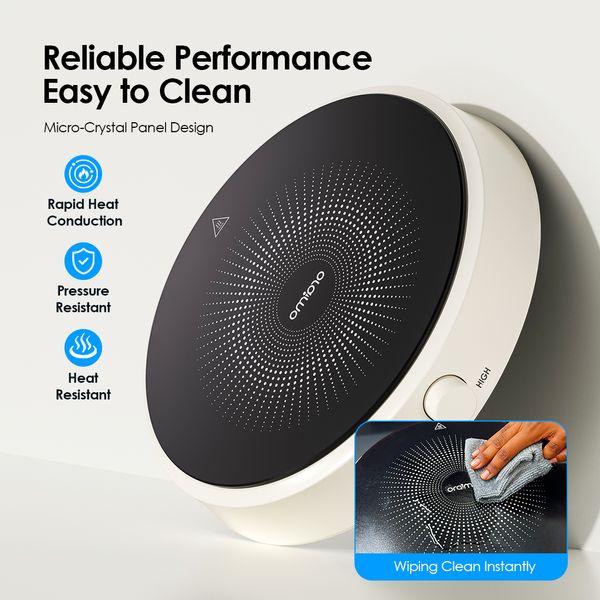 Reliable Performance
Easy to Clean
Micro-Crystal Panel Design
Rapid Heat
Conduction
Pressure
Resistant
Heat
Resistant
HIGH
Wiping Clean Instantly